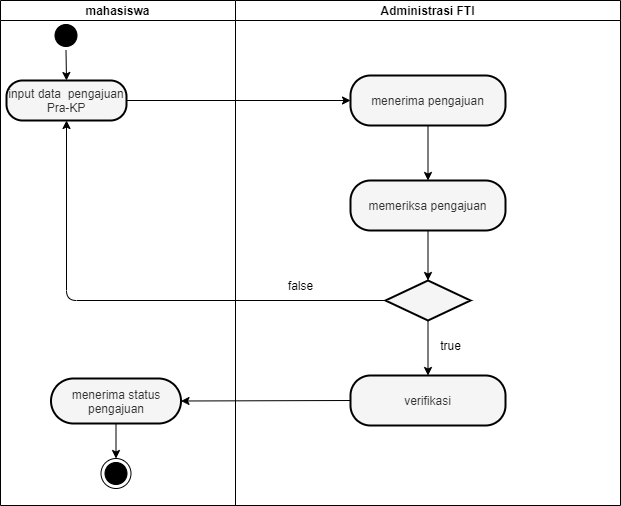 mahasiswa
Administrasi FTI
input data pengajuan
Pra-KP
menerima pengajuan
memeriksa pengajuan
false
true
menerima status
pengajuan
verifikasi